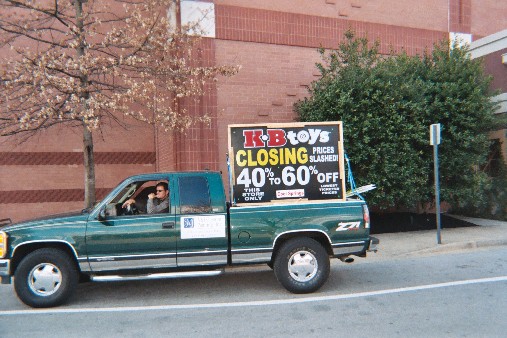 K·B toys
CLOSING PRICES SLASHED!
40% TO 60% OFF
THIS STORE ONLY
LOWEST TICKETED PRICES
Z71